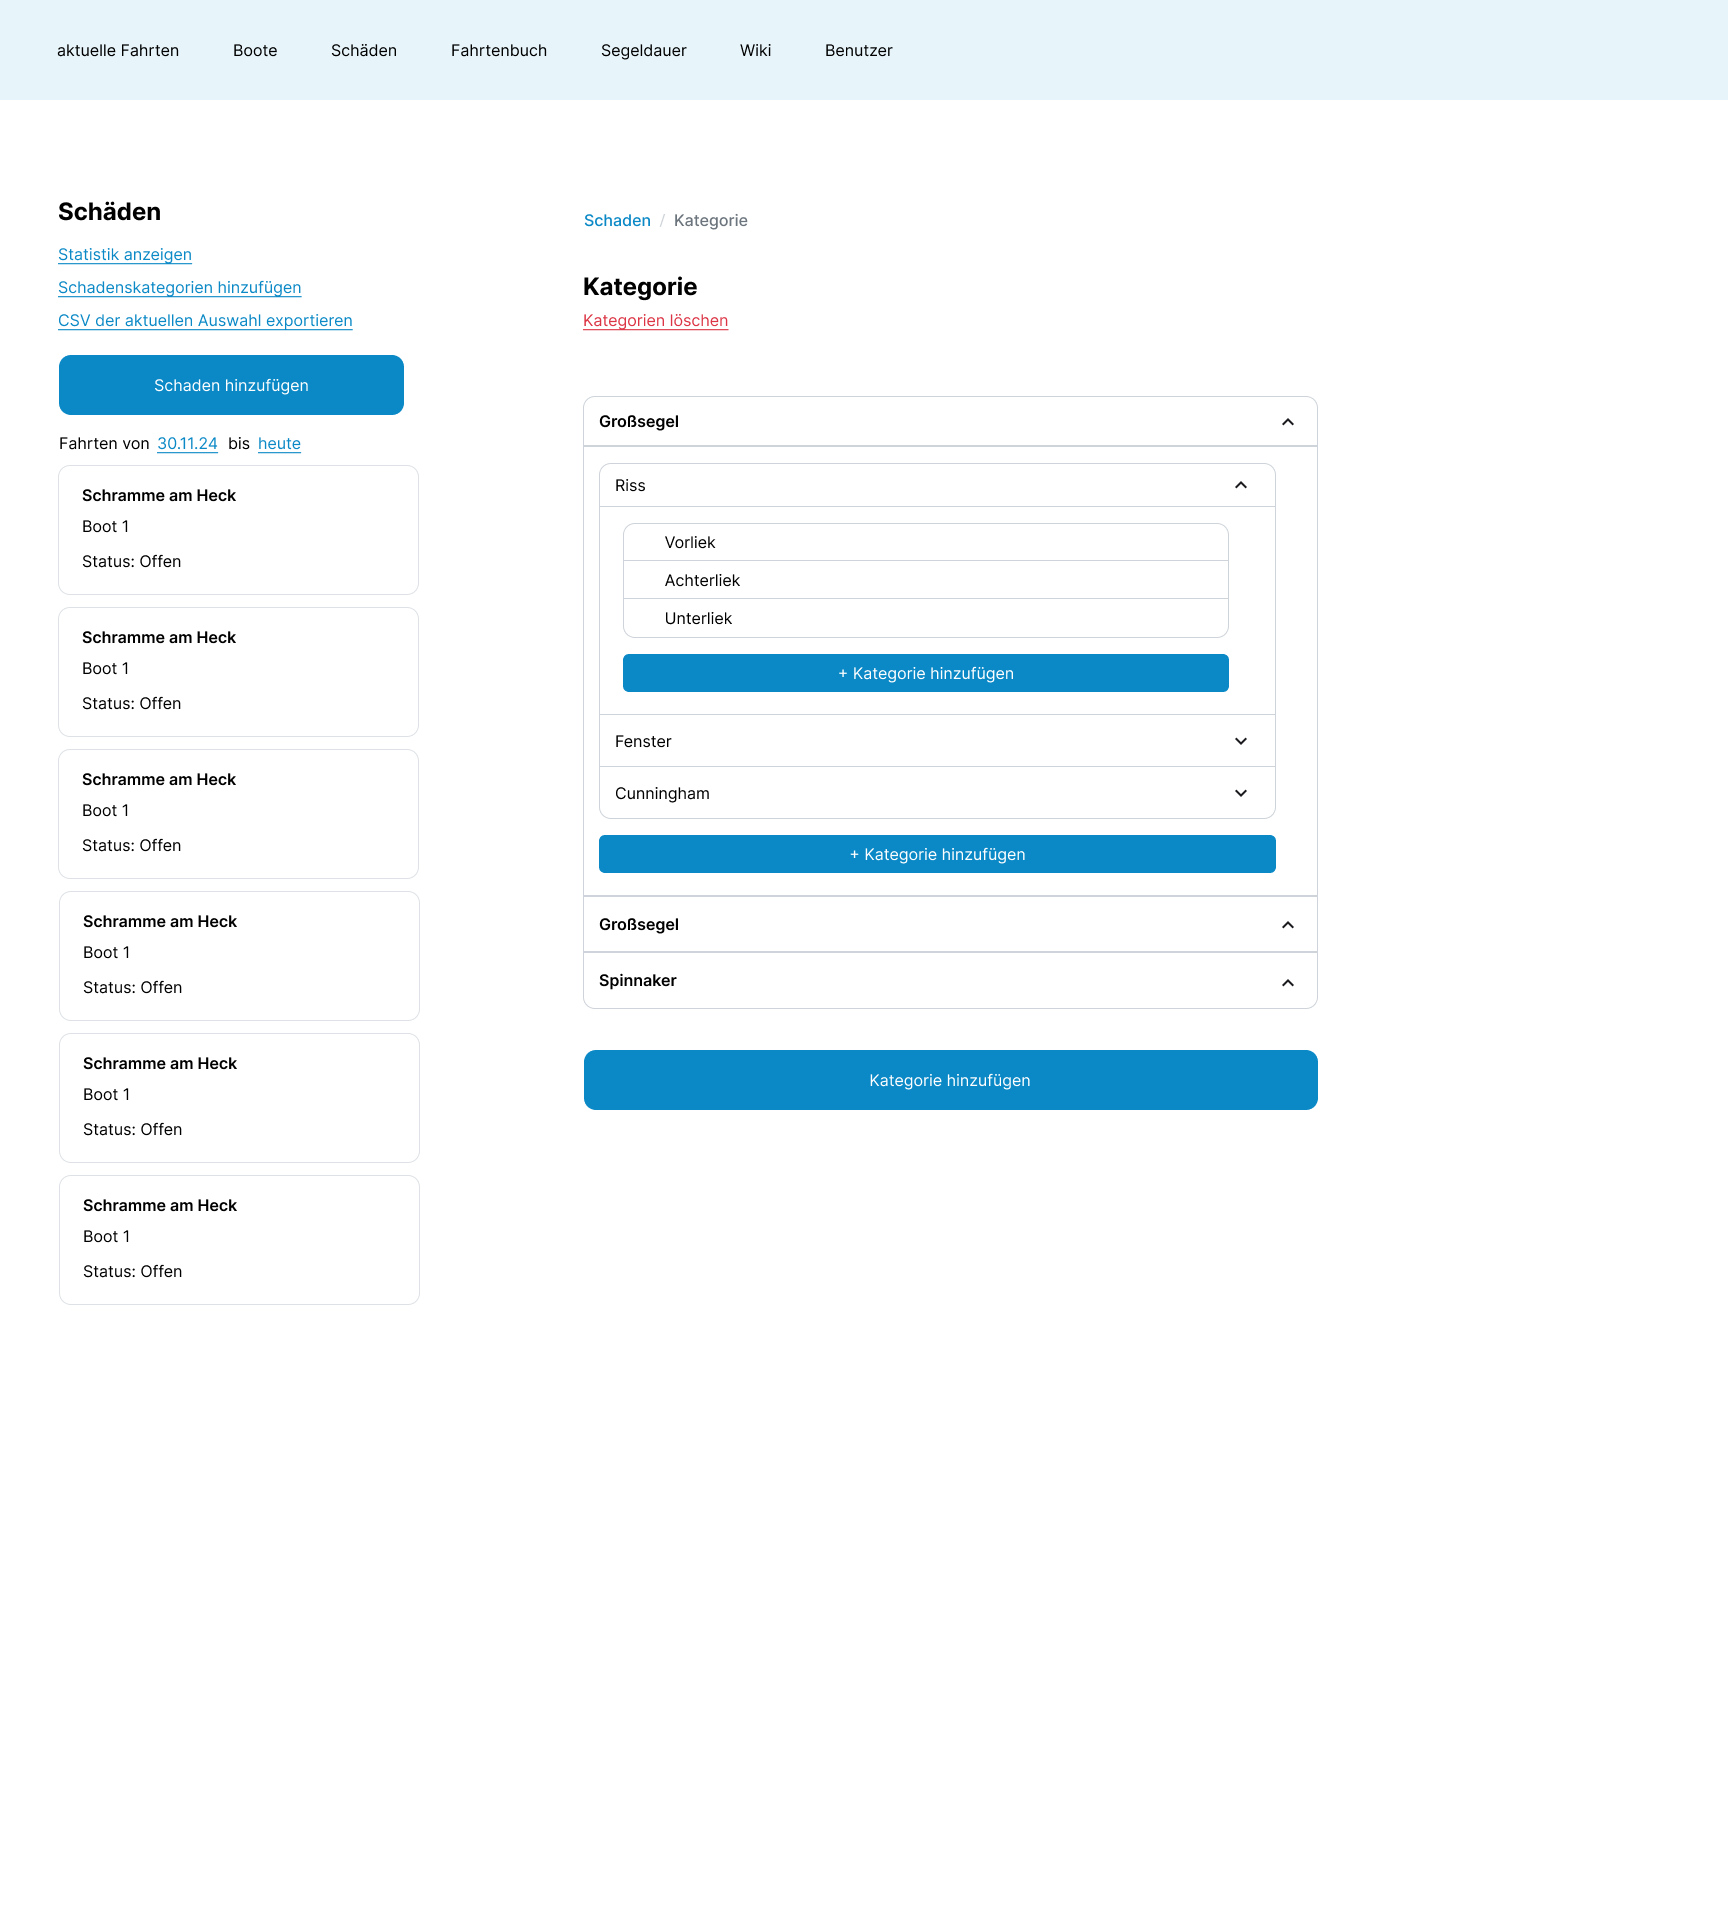 aktuelle Fahrten Boote Schäden Fahrtenbuch Segeldauer Wiki Benutzer
Schäden
Statistik anzeigen
Schadenskategorien hinzufügen
CSV der aktuellen Auswahl exportieren
Schaden hinzufügen
Fahrten von 30.11.24 bis heute
Schramme am Heck
Boot 1
Status: Offen
Schramme am Heck
Boot 1
Status: Offen
Schramme am Heck
Boot 1
Status: Offen
Schramme am Heck
Boot 1
Status: Offen
Schramme am Heck
Boot 1
Status: Offen
Schramme am Heck
Boot 1
Status: Offen
Schaden / Kategorie
Kategorie
Kategorien löschen
Großsegel
Riss
Vorliek
Achterliek
Unterliek
+ Kategorie hinzufügen
Fenster
Cunningham
+ Kategorie hinzufügen
Großsegel
Spinnaker
Kategorie hinzufügen